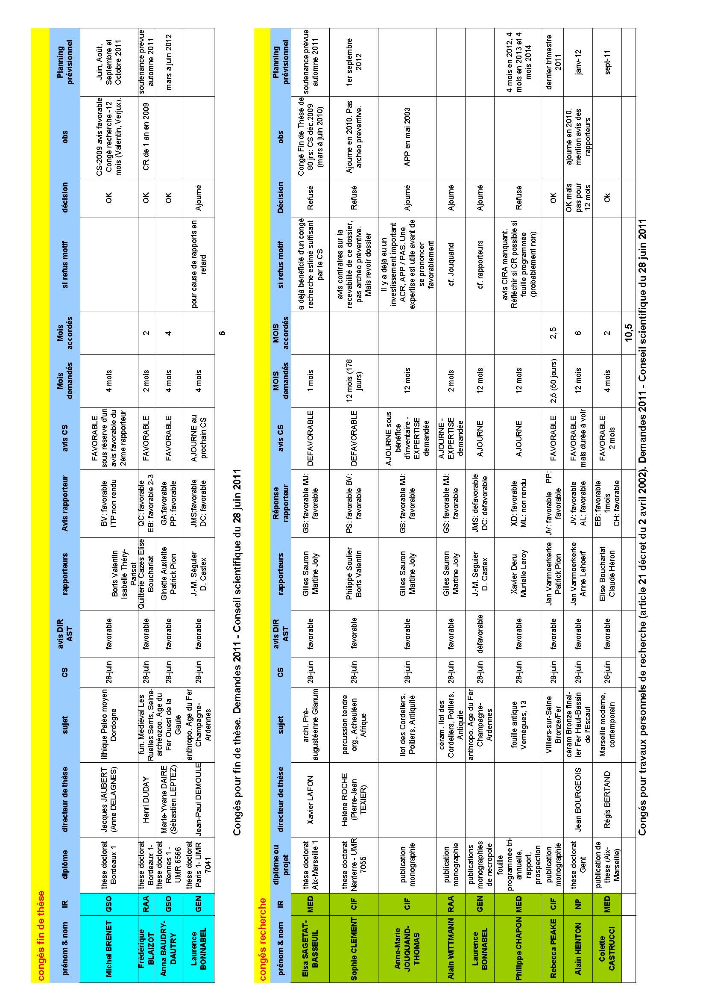 congés fin de thèse
prénom & nom IR diplôme directeur de thèse sujet CS avis DIR AST rapporteurs Avis rapporteur avis CS Mois demandés Mois accordés si refus motif décision obs Planning prévisionnel
Michel BRENET GSO thèse doctorat Bordeaux 1 Jacques JAUBERT (Anne DELAGNES) lithique Paléo moyen Dordogne 28-juin favorable Boris Valentin Isabelle Théry-Parisot BV: favorable ITP:non rendu FAVORABLE sous réserve d'un avis favorable du 2ème rapporteur 4 mois OK CS-2009 avis favorable Congé recherche -12 mois (Valentin, Verjux). Juin, Août, Septembre et Octobre 2011
Frédérique BLAIZOT RAA thèse doctorat Bordeaux 1- Henri DUDAY fun. Médiéval Les Ruelles Serris, Seine- 28-juin favorable Quitterie Cazes Elise Boucharlat QC: favorable EB: favorable 2-3 FAVORABLE 2 mois 2 OK CR de 1 an en 2009 soutenance prévue automne 2011
Anna BAUDRY-DAUTRY GSO thèse doctorat Rennes 1 - UMR 6566 Marie-Yvane DAIRE (Sébastien LEPTEZ) archéozoo. Age du Fer Ouest de la Gaule 28-juin favorable Ginette Auxiette Patrick Pion GA:favorable PP: favorable FAVORABLE 4 mois 4 OK mars à juin 2012
Laurence BONNABEL GEN thèse doctorat Paris 1- UMR 7041 Jean-Paul DEMOULE anthropo. Age du Fer Champagne-Ardennes 28-juin favorable J.-M. Séguier D. Castex JMS:favorable DC: favorable AJOURNE au prochain CS 4 mois pour cause de rapports en retard Ajourné
6
Congés pour fin de thèse. Demandes 2011 - Conseil scientifique du 28 juin 2011
congés recherche
prénom & nom IR diplôme ou projet directeur de thèse sujet CS avis DIR AST rapporteurs Réponse rapporteur avis CS MOIS demandés MOIS accordés si refus motif Décision obs Planning prévisionnel
Elsa SAGETAT-BASSEUIL MED thèse doctorat Aix-Marseille 1 Xavier LAFON archi. Pré-augustéenne Glanum 28-juin favorable Gilles Sauron Martine Joly GS: favorable MJ: favorable DEFAVORABLE 1 mois a déjà bénéficié d'un congé recherche estimé suffisant par le CS Refusé Congé Fin de Thèse de 80 jrs: CS déc.2009 (mars à juin 2010) soutenance prévue automne 2011
Sophie CLEMENT CIF thèse doctorat Nanterre - UMR 7055 Hélène ROCHE (Pierre-Jean TEXIER) percussion tendre org., Acheuléen Afrique 28-juin favorable Philippe Soulier Boris Valentin PS: favorable BV: favorable DEFAVORABLE 12 mois (178 jours) avis contraires sur la recevabilité de ce dossier, pas archéo préventive. Mais revoir dossier Refusé Ajourné en 2010. Pas archéo préventive. 1er septembre 2012
Anne-Marie JOUQUAND-THOMAS CIF publication monographie Ilot des Cordeliers, Poitiers, Antiquité 28-juin favorable Gilles Sauron Martine Joly GS: favorable MJ: favorable AJOURNE sous bénéfice d'inventaire - EXPERTISE demandée 12 mois Il y a déjà eu un investissement important ACR, APP / PAS. Une expertise est utile avant de se prononcer favorablement Ajourné APP en mai 2003
Alain WITTMANN RAA publication monographie céram. Ilot des Cordeliers, Poitiers, Antiquité 28-juin favorable Gilles Sauron Martine Joly GS: favorable MJ: favorable AJOURNE - EXPERTISE demandée 2 mois cf. Jouquand Ajourné
Laurence BONNABEL GEN publications monographies de nécropole anthropo. Age du Fer Champagne-Ardennes 28-juin défavorable J.-M. Séguier D. Castex JMS: défavorable DC: défavorable AJOURNE 12 mois cf. rapporteurs Ajourné
Philippe CHAPON MED fouille programmée tri-annuelle, rapport, prospection fouille antique Vernègues, 13 28-juin favorable Xavier Deru Murielle Leroy XD: favorable ML: non rendu AJOURNE 12 mois avis CIRA manquant. Réfléchir si CR possible si fouille programmée (probablement non) Refusé 4 mois en 2012, 4 mois en 2013 et 4 mois 2014
Rebecca PEAKE CIF publication monographie Villiers-sur-Seine Bronze/Fer 28-juin favorable Jan Vanmoerkerke Patrick Pion JV: favorable PP: favorable FAVORABLE 2,5 (50 jours) 2,5 OK dernier trimestre 2011
Alain HENTON NP thèse doctorat Gent Jean BOURGEOIS céram Bronze final-Ier Fer Haut-Bassin de l'Escaut 28-juin favorable Jan Vanmoerkerke Anne Lehoerf JV: favorable AL: favorable FAVORABLE mais durée à voir 12 mois 6 OK mais pas pour 12 mois ajourné en 2010. mention avis des rapporteurs janv-12
Colette CASTRUCCI MED publication de thèse (Aix-Marseille) Régis BERTRAND Marseille moderne, contemporain 28-juin favorable Elise Boucharlat Claude Héron EB: favorable 1mois CH: favorable FAVORABLE 2 mois 4 mois 2 Ok sept-11
10,5
Congés pour travaux personnels de recherche (article 21 décret du 2 avril 2002). Demandes 2011 - Conseil scientifique du 28 juin 2011